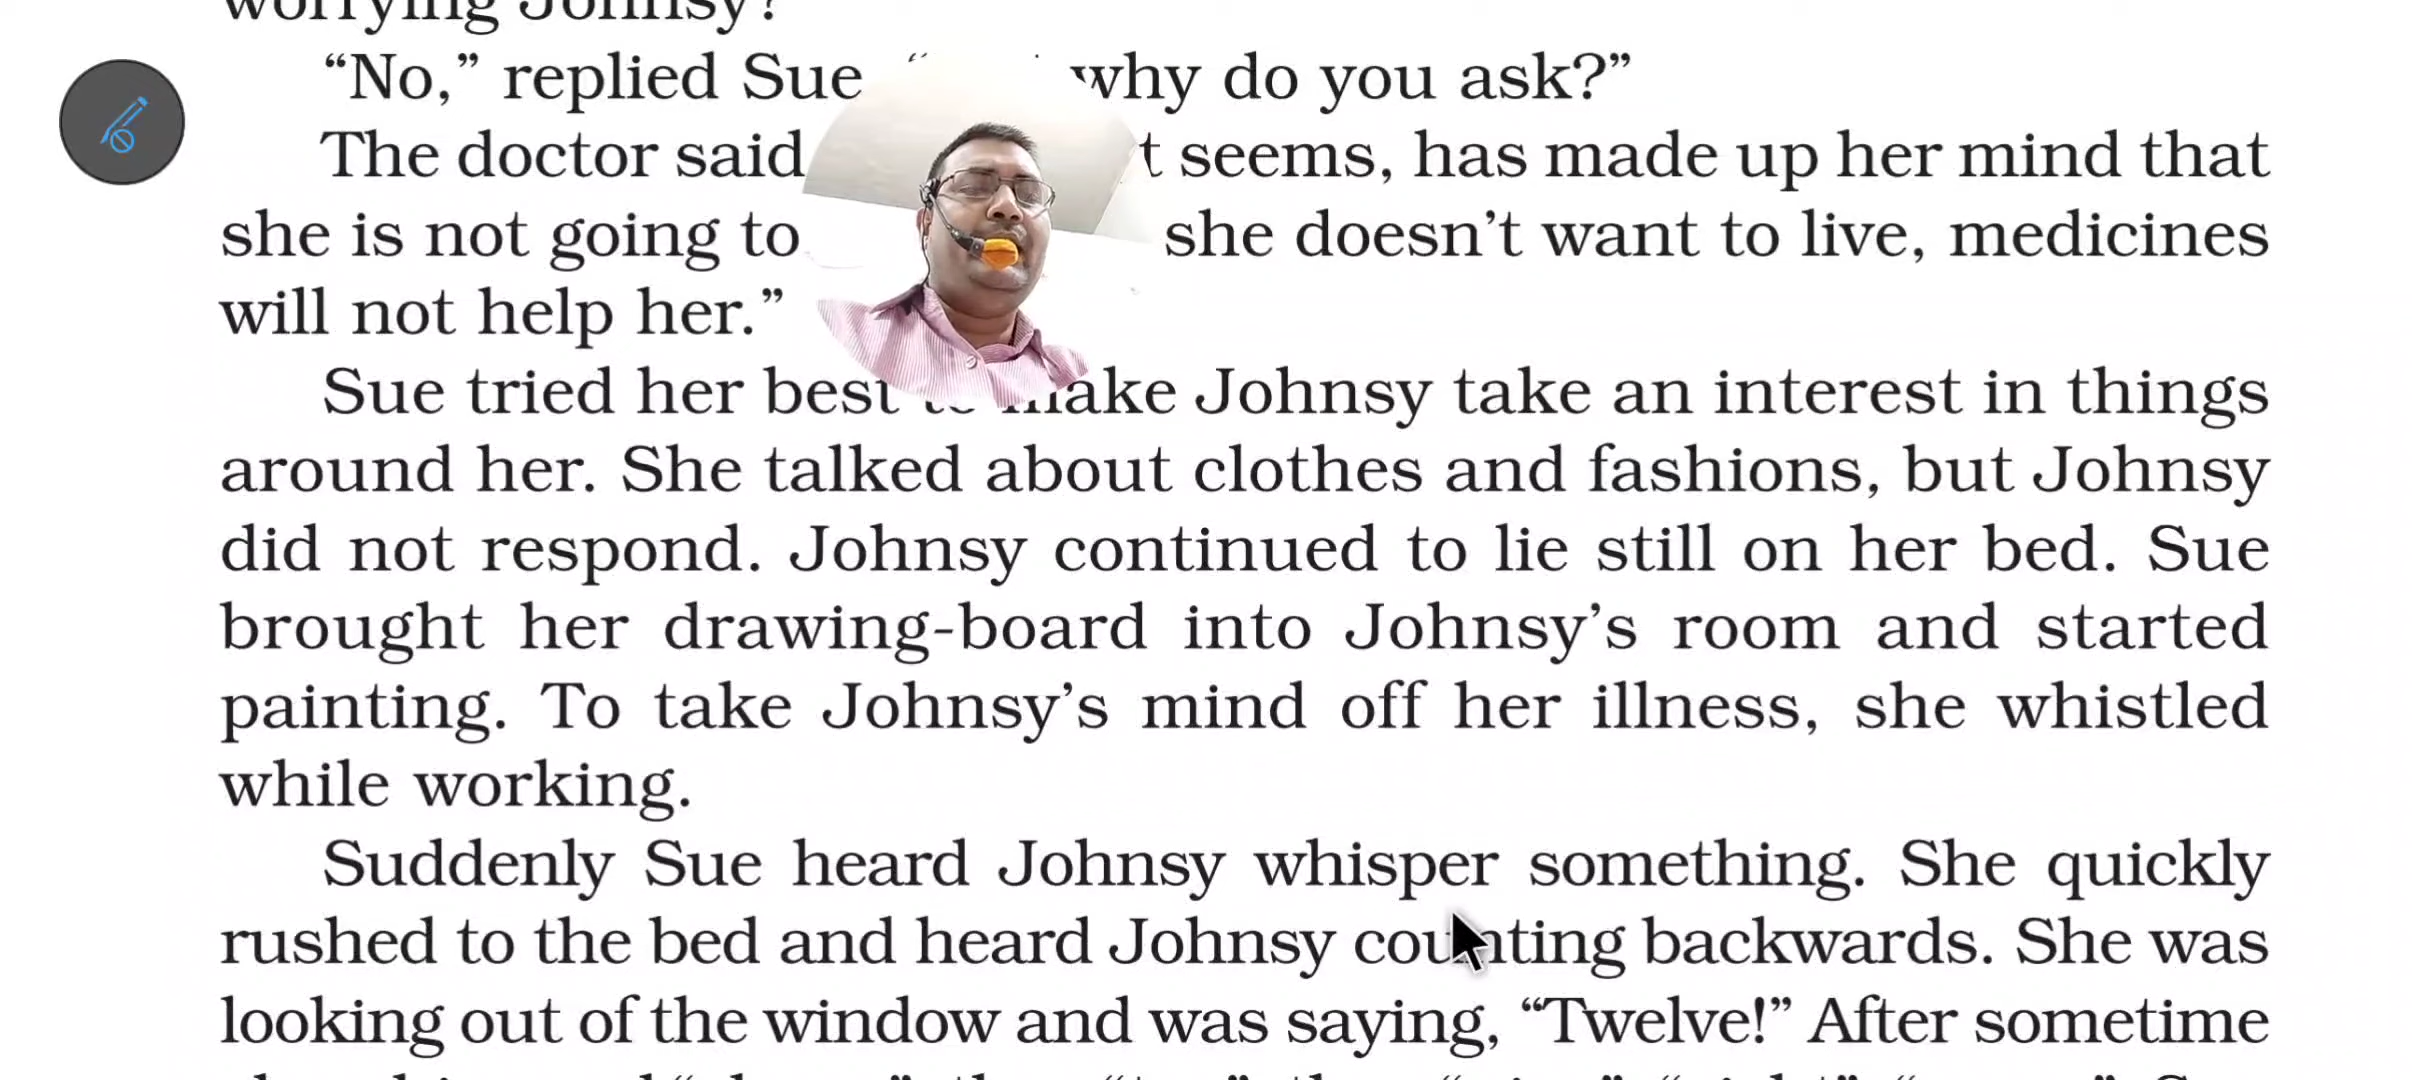 worrying Johnsy?
“No,” replied Sue why do you ask?”
The doctor said seems, has made up her mind that
she is not going to she doesn’t want to live, medicines
will not help her.”
Sue tried her best to make Johnsy take an interest in things
around her. She talked about clothes and fashions, but Johnsy
did not respond. Johnsy continued to lie still on her bed. Sue
brought her drawing-board into Johnsy’s room and started
painting. To take Johnsy’s mind off her illness, she whistled
while working.
Suddenly Sue heard Johnsy whisper something. She quickly
rushed to the bed and heard Johnsy counting backwards. She was
looking out of the window and was saying, “Twelve!” After sometime